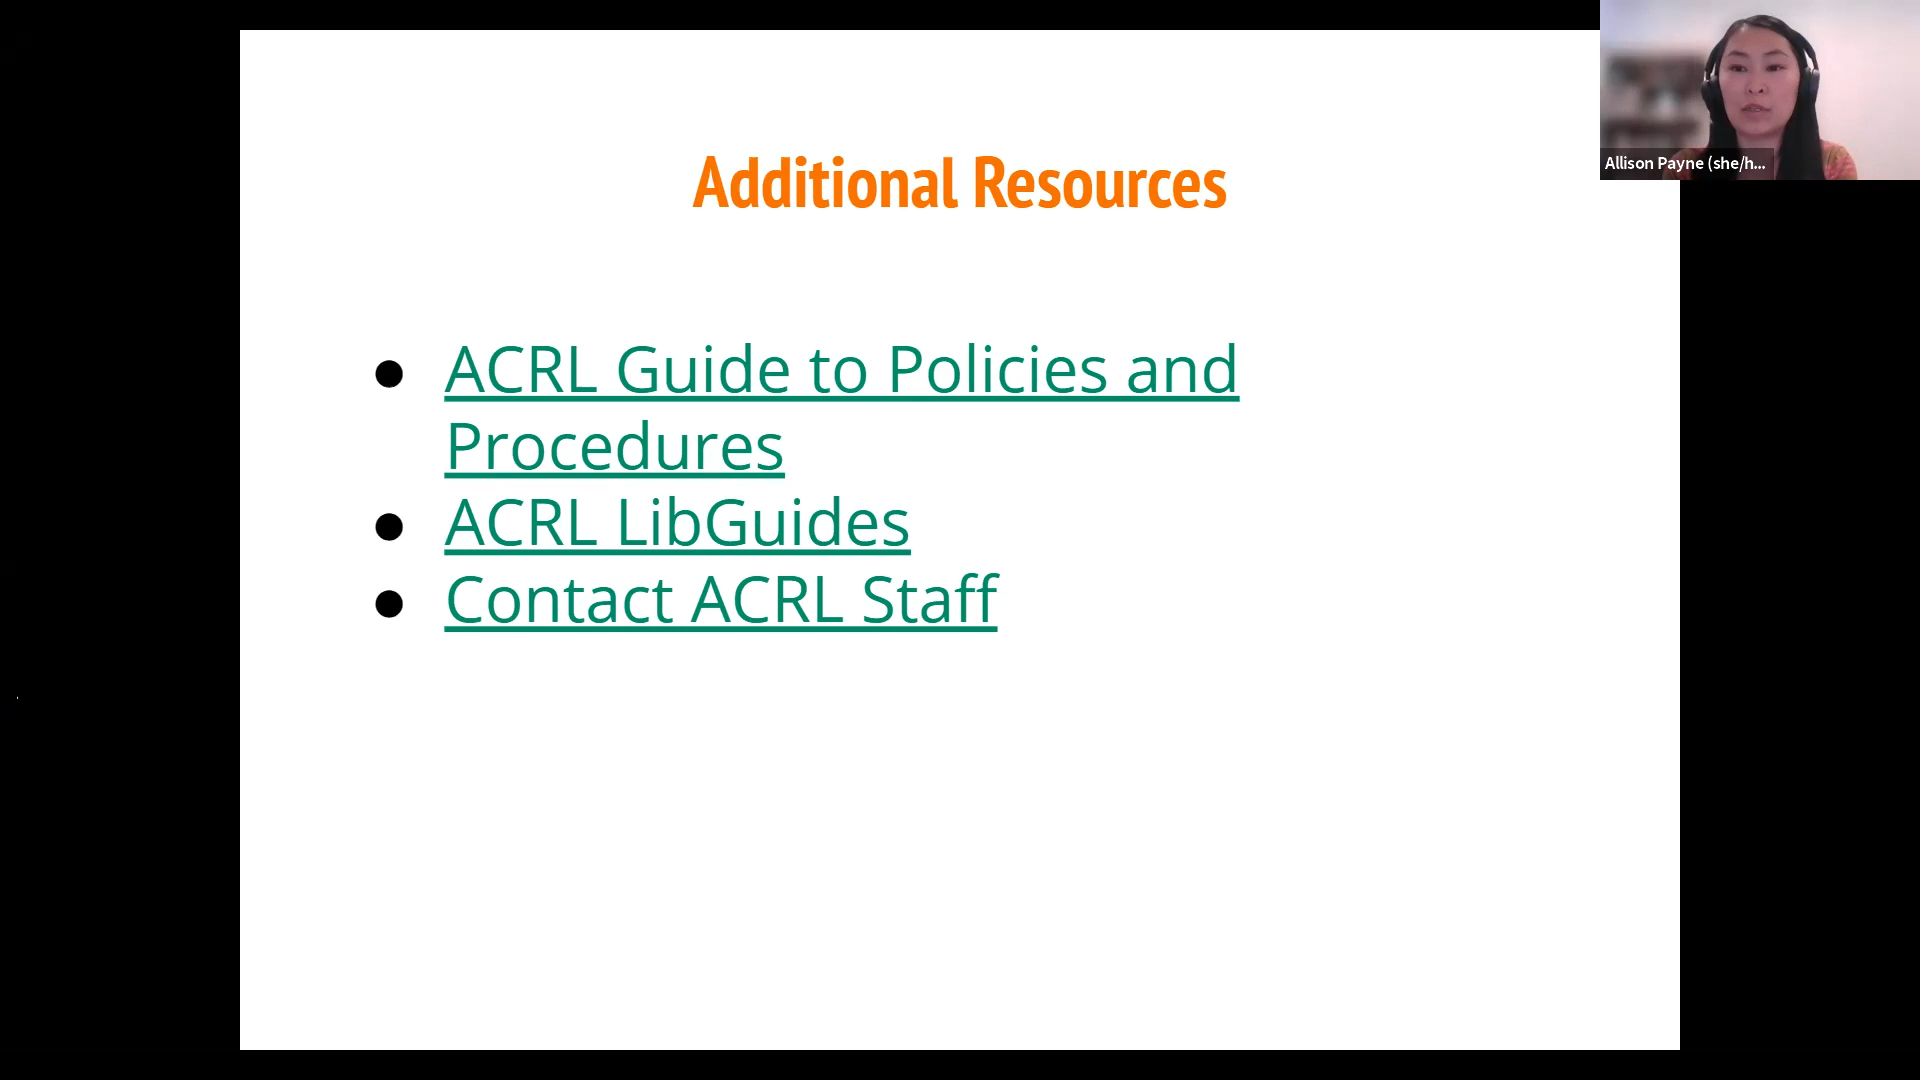 Additional Resources
Allison Payne (she/h...
● ACRL Guide to Policies and
Procedures
● ACRL LibGuides
● Contact ACRL Staff